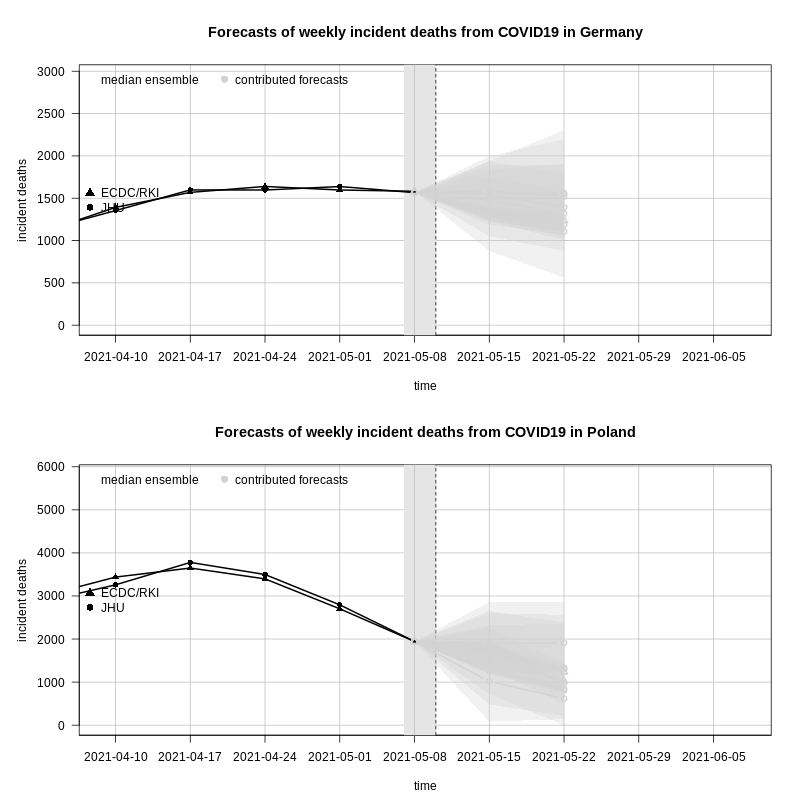 Forecasts of weekly incident deaths from COVID19 in Germany
3000
median ensemble contributed forecasts
2500
2000
1500
ECDC/RKI
JHU
1000
500
0
incident deaths
2021-04-10 2021-04-17 2021-04-24 2021-05-01 2021-05-08 2021-05-15 2021-05-22 2021-05-29 2021-06-05
time
Forecasts of weekly incident deaths from COVID19 in Poland
6000
median ensemble contributed forecasts
5000
4000
3000
ECDC/RKI
JHU
2000
1000
0
incident deaths
2021-04-10 2021-04-17 2021-04-24 2021-05-01 2021-05-08 2021-05-15 2021-05-22 2021-05-29 2021-06-05
time